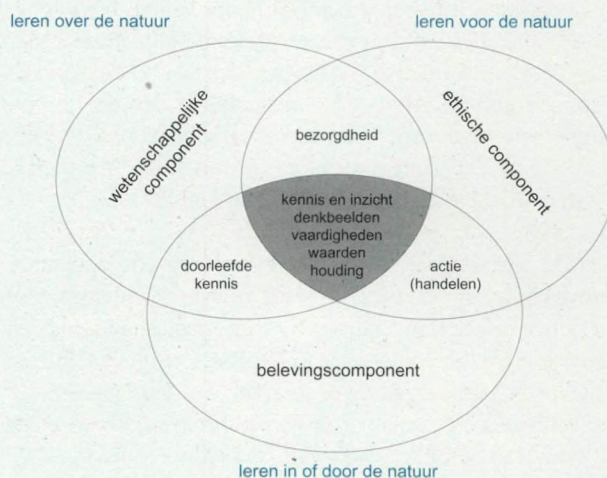 leren over de natuur
leren voor de natuur
wetenschappelijke
component
ethische component
bezorgdheid
kennis en inzicht
denkbeelden
vaardigheden
waarden
houding
doorleefde
kennis
actie
(handelen)
belevingscomponent
leren in of door de natuur